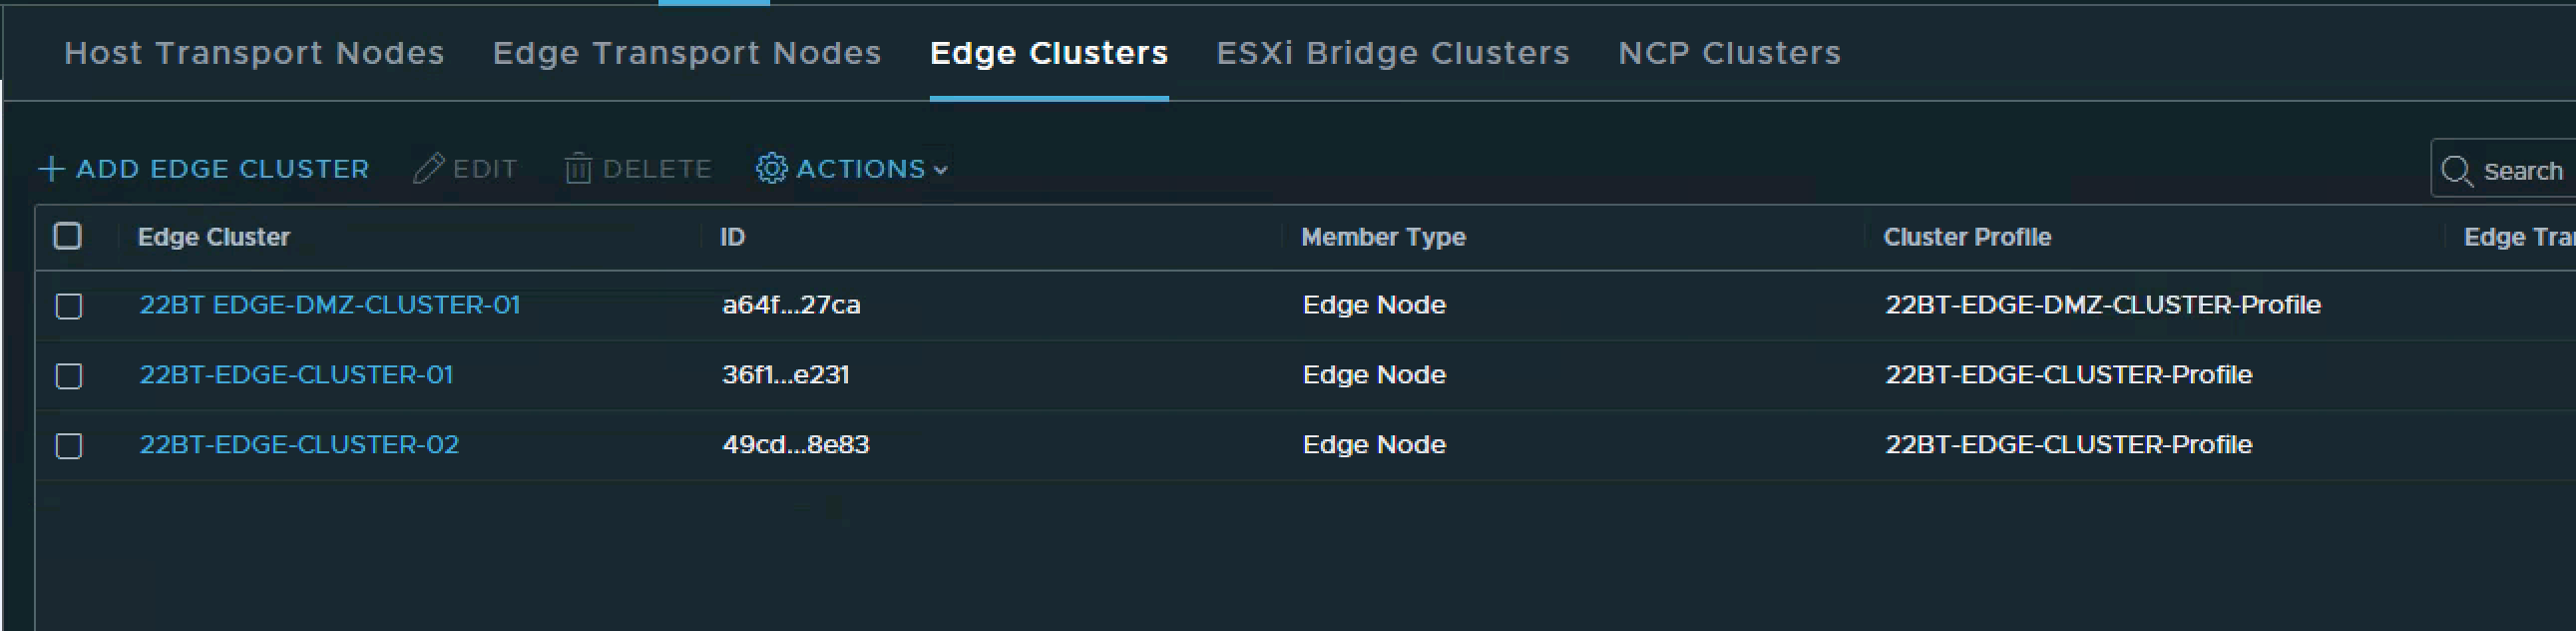 Host Transport Nodes Edge Transport Nodes Edge Clusters ESXi Bridge Clusters NCP Clusters
ADD EDGE CLUSTER EDIT DELETE ACTIONS Search
Edge Cluster ID Member Type Cluster Profile Edge
22BT EDGE-DMZ-CLUSTER-01 a64f...27ca Edge Node 22BT-EDGE-DMZ-CLUSTER-Profile
22BT-EDGE-CLUSTER-01 36f1...e231 Edge Node 22BT-EDGE-CLUSTER-Profile
22BT-EDGE-CLUSTER-02 49cd...8e83 Edge Node 22BT-EDGE-CLUSTER-Profile